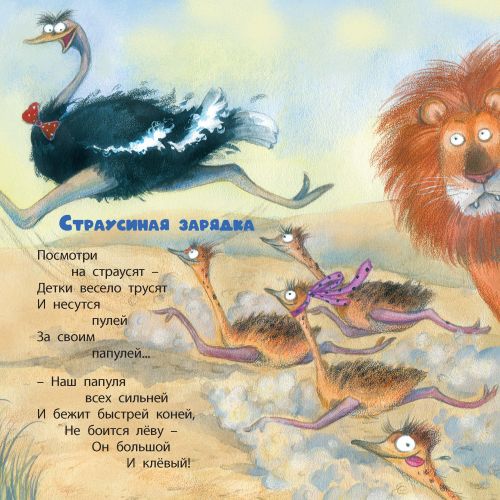 Страусиная зарядка
Посмотри
на страусят –
Детки весело трусят
И несутся
пулей
За своим
папулей...
– Наш папуля
всех сильней
И бежит быстрей коней,
Не боится лёву –
Он большой
И клёвый!